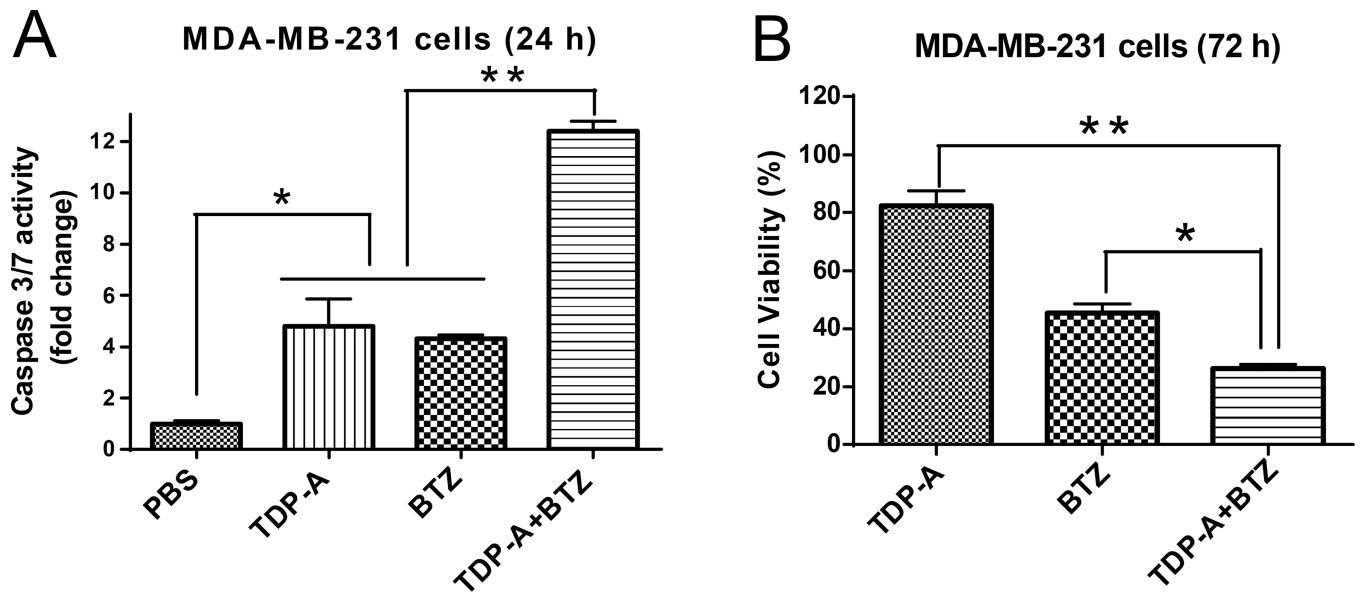 A
MDA-MB-231 cells (24 h)
Caspase 3/7 activity
(fold change)
12
10
8
6
4
2
0
*
**
PBS
TDP-A
BTZ
TDP-A+BTZ
B
MDA-MB-231 cells (72 h)
Cell Viability (%)
120
100
80
60
40
20
0
**
*
TDP-A
BTZ
TDP-A+BTZ